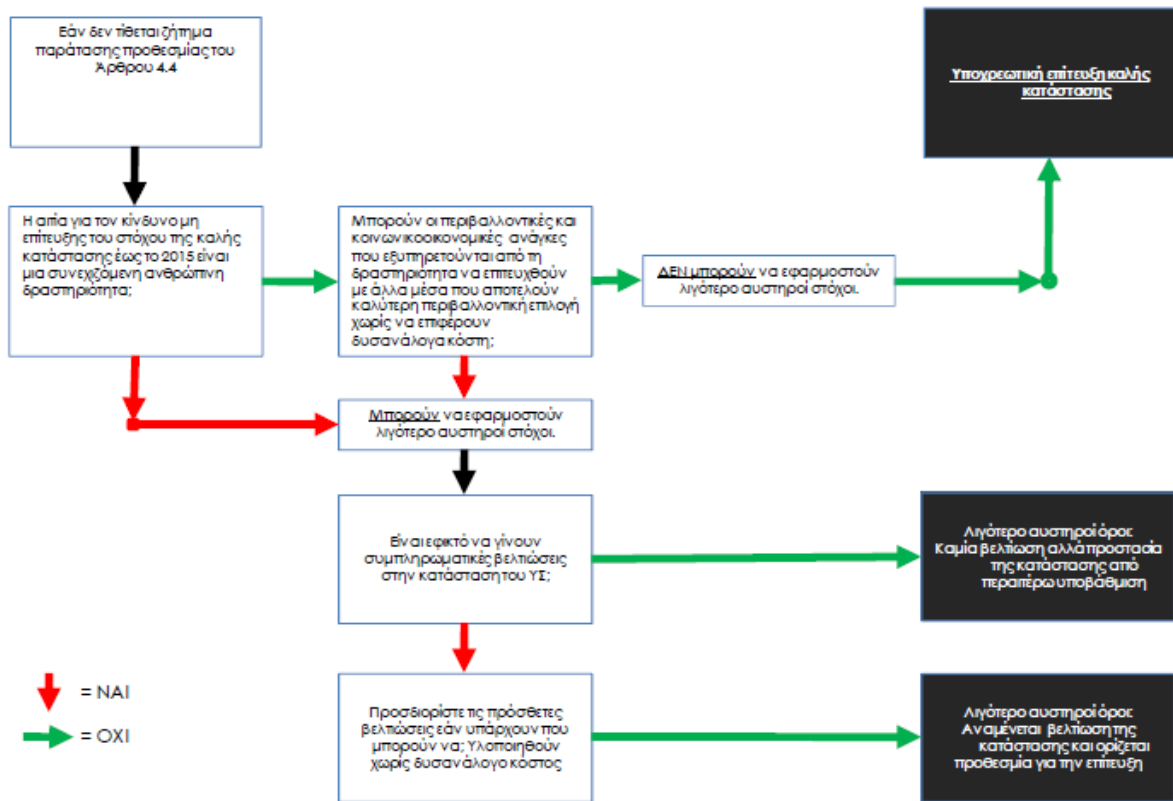 Εάν δεν τίθεται ζήτημα
παράτασης προθεσμίας του
Άρθρου 4.4
Υποχρεωτική επίτευξη καλής
κατάστασης
Η αιτία για τον κίνδυνο μη
επίτευξης του στόχου της καλής
κατάστασης έως το 2015 είναι
μια συνεχιζόμενη ανθρώπινη
δραστηριότητα;
Μπορούν οι περιβαλλοντικές και
κοινωνικοοικονομικές ανάγκες
που εξυπηρετούνται από τη
δραστηριότητα να επιτευχθούν
με άλλα μέσα που αποτελούν
καλύτερη περιβαλλοντική επιλογή
χωρίς να επιφέρουν
δυσανάλογα κόστη;
ΔΕΝ μπορούν να εφαρμοστούν
λιγότερο αυστηροί στόχοι.
Μπορούν να εφαρμοστούν
λιγότερο αυστηροί στόχοι.
Είναι εφικτό να γίνουν
συμπληρωματικές βελτιώσεις
στην κατάσταση του ΥΣ;
Λιγότερο αυστηροί όροι:
Καμία βελτίωση αλλά προστασία
της κατάστασης από
περαιτέρω υποβάθμιση
Προσδιορίστε τις πρόσθετες
βελτιώσεις εάν υπάρχουν που
μπορούν να; Υλοποιηθούν
χωρίς δυσανάλογο κόστος
Λιγότερο αυστηροί όροι:
Αναμένεται βελτίωση της
κατάστασης και ορίζεται
προθεσμία για την επίτευξη
= ΝΑΙ
= ΟΧΙ